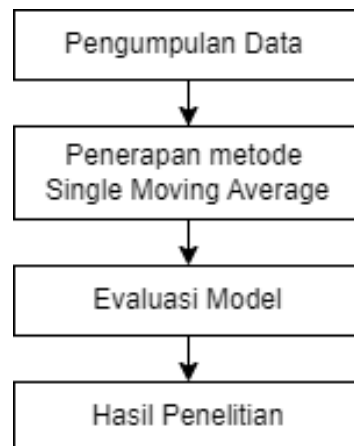 Pengumpulan Data
Penerapan metode
Single Moving Average
Evaluasi Model
Hasil Penelitian